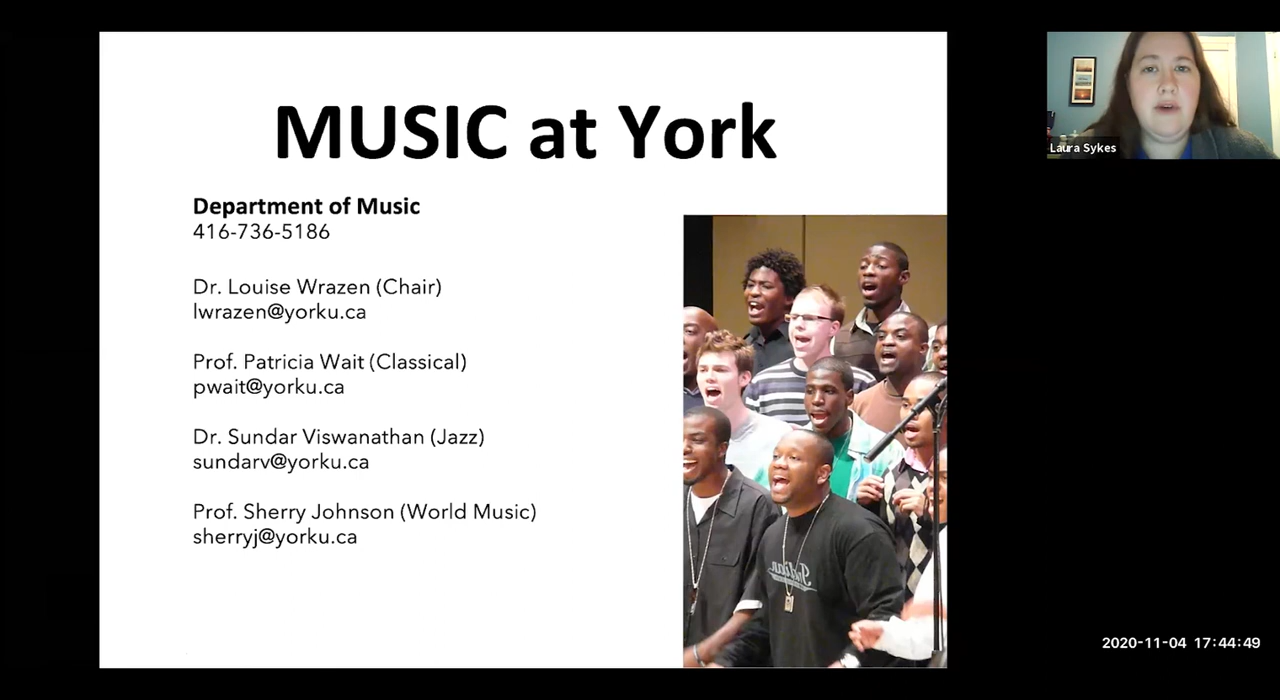 MUSIC at York
Department of Music
416-736-5186
Dr. Louise Wrazen (Chair)
lwrazen@yorku.ca
Prof. Patricia Wait (Classical)
pwait@yorku.ca
Dr. Sundar Viswanathan (Jazz)
sundarv@yorku.ca
Prof. Sherry Johnson (World Music)
sherryj@yorku.ca
Indian
Laura Sykes
2020-11-04 17:44:49